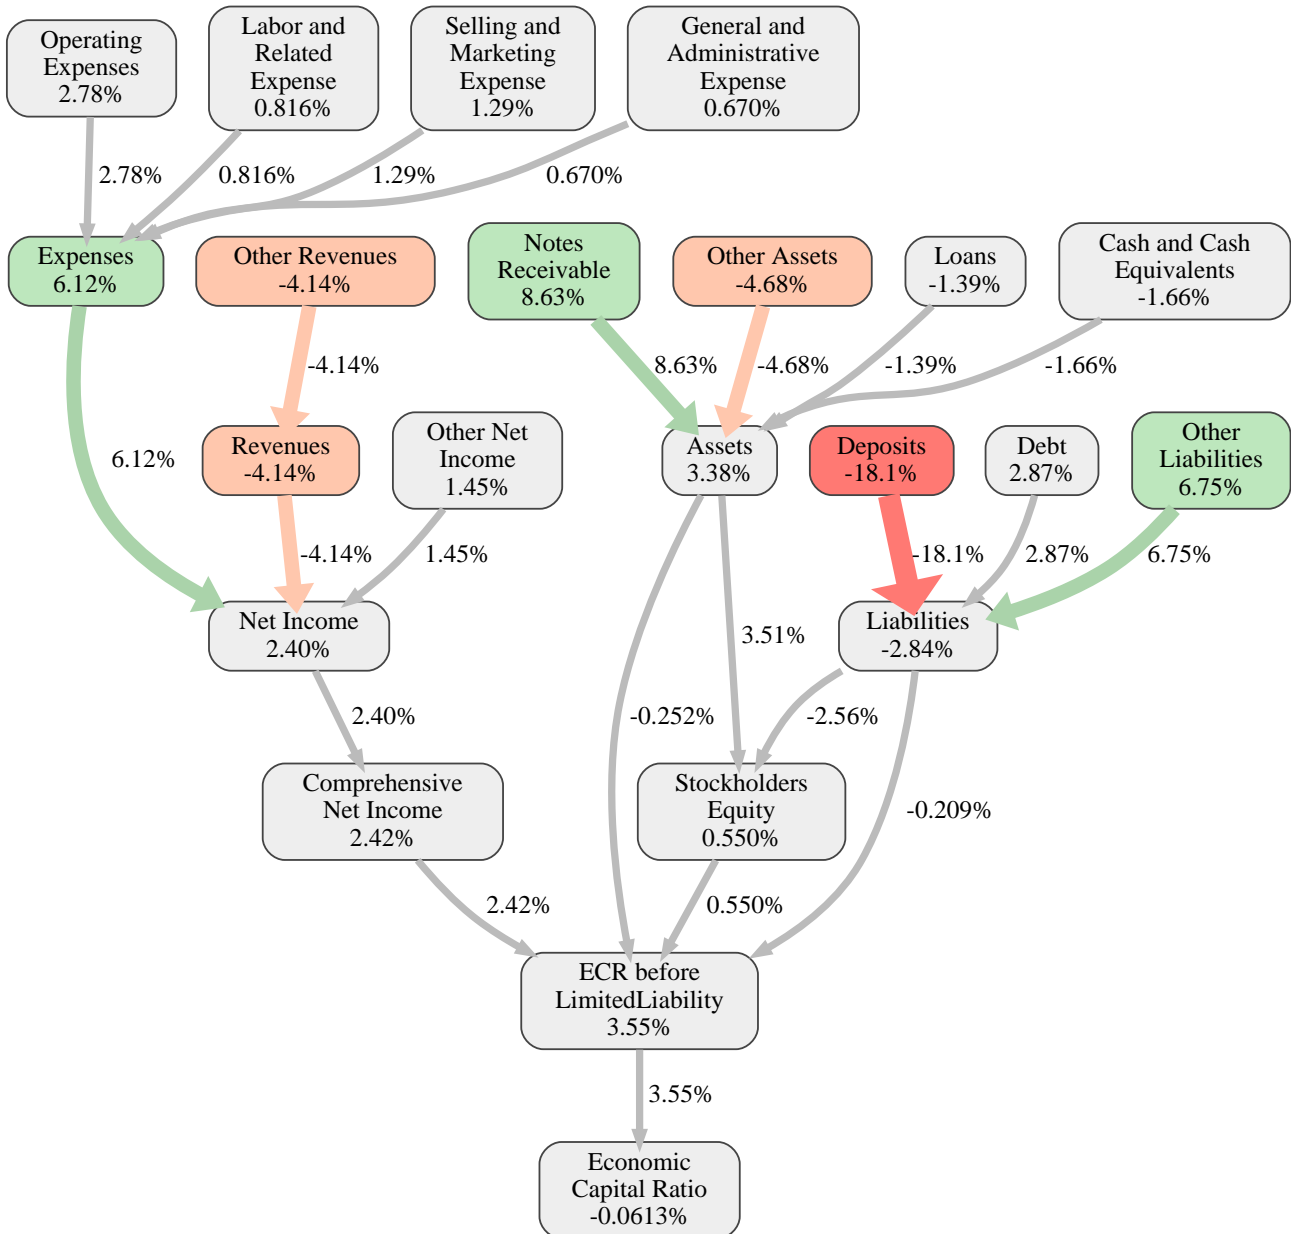 Operating
Expenses
2.78%
Labor and
Related
Expense
0.816%
Selling and
Marketing
Expense
1.29%
General and
Administrative
Expense
0.670%
2.78%
0.816%
1.29%
0.670%
Expenses
6.12%
Other Revenues
-4.14%
Notes
Receivable
8.63%
Other Assets
-4.68%
Loans
-1.39%
Cash and Cash
Equivalents
-1.66%
-4.14%
8.63%
-4.68%
-1.39%
-1.66%
6.12%
Revenues
-4.14%
Other Net
Income
1.45%
Assets
3.38%
Deposits
-18.1%
Debt
2.87%
Other
Liabilities
6.75%
-4.14%
1.45%
-18.1%
2.87%
6.75%
Net Income
2.40%
3.51%
Liabilities
-2.84%
2.40%
-0.252%
-2.56%
Comprehensive
Net Income
2.42%
Stockholders
Equity
0.550%
-0.209%
2.42%
0.550%
ECR before
LimitedLiability
3.55%
3.55%
Economic
Capital Ratio
-0.0613%